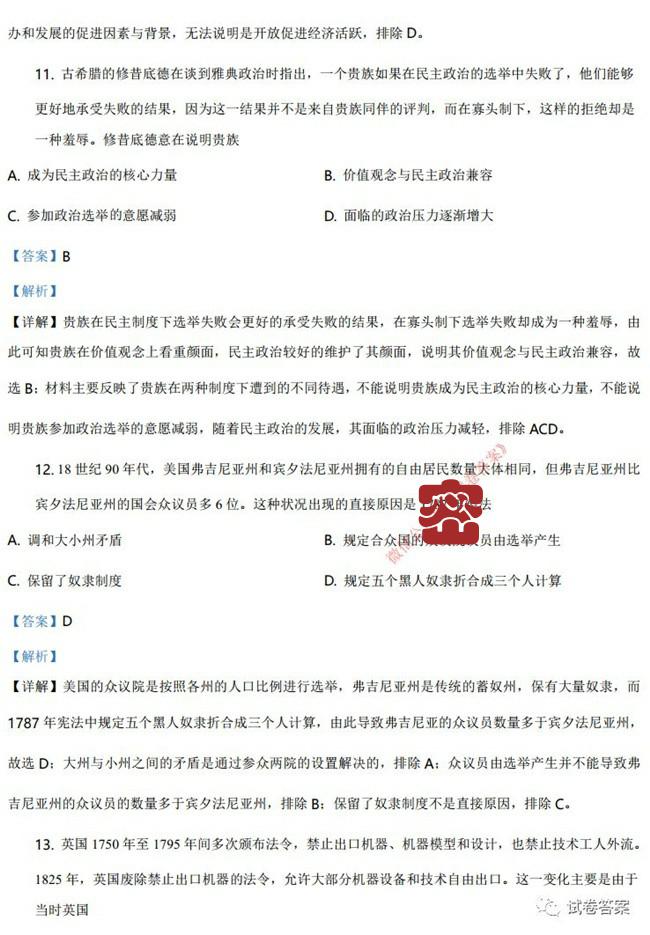 办和发展的促进因素与背景，无法说明是开放促进经济活跃，排除 D。
11. 古希腊的修昔底德在谈到雅典政治时指出，一个贵族如果在民主政治的选举中失败了，他们能够
更好地承受失败的结果，因为这一结果并不是来自贵族同伴的评判，而在寡头制下，这样的拒绝却是
一种羞辱。修昔底德意在说明贵族
A. 成为民主政治的核心力量
B. 价值观念与民主政治兼容
C. 参加政治选举的意愿减弱
D. 面临的政治压力逐渐增大
【答案】B
【解析】
【详解】贵族在民主制度下选举失败会更好的承受失败的结果，在寡头制下选举失败却成为一种羞辱，由
此可知贵族在价值观念上看重颜面，民主政治较好的维护了其颜面，说明其价值观念与民主政治兼容，故
选 B；材料主要反映了贵族在两种制度下遭到的不同待遇，不能说明贵族成为民主政治的核心力量，不能说
明贵族参加政治选举的意愿减弱，随着民主政治的发展，其面临的政治压力减轻，排除 ACD。
12. 18 世纪 90 年代，美国弗吉尼亚州和宾夕法尼亚州拥有的自由居民数量大体相同，但弗吉尼亚州比
宾夕法尼亚州的国会众议员多 6 位。这种状况出现的直接原因是 法
A. 调和大小州矛盾
B. 规定合众国的 议员由选举产生
C. 保留了奴隶制度
D. 规定五个黑人奴隶折合成三个人计算
【答案】D
【解析】
【详解】美国的众议院是按照各州的人口比例进行选举，弗吉尼亚州是传统的蓄奴州，保有大量奴隶，而
1787 年宪法中规定五个黑人奴隶折合成三个人计算，由此导致弗吉尼亚的众议员数量多于宾夕法尼亚州，
故选 D；大州与小州之间的矛盾是通过参众两院的设置解决的，排除 A；众议员由选举产生并不能导致弗
吉尼亚州的众议员的数量多于宾夕法尼亚州，排除 B；保留了奴隶制度不是直接原因，排除 C。
13. 英国 1750 年至 1795 年间多次颁布法令，禁止出口机器、机器模型和设计，也禁止技术工人外流。
1825 年，英国废除禁止出口机器的法令，允许大部分机器设备和技术自由出口。这一变化主要是由于
当时英国
试卷答案